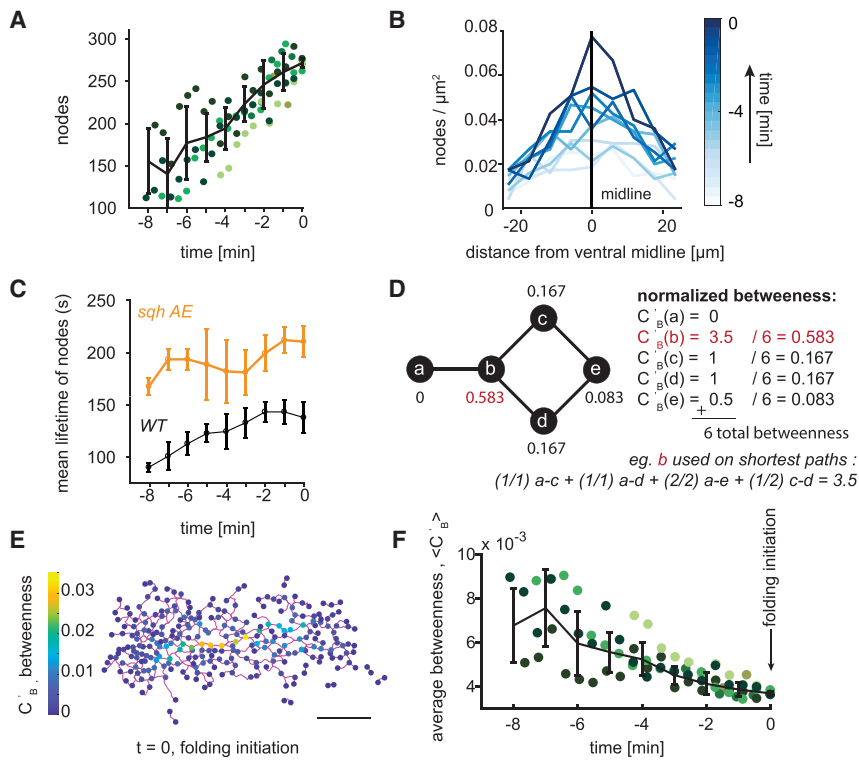 A
300
250
200
150
100
nodes
-8 -6 -4 -2 0
time [min]
B
0.08
0.06
0.04
0.02
0
nodes / µm²
midline
-20 0 20
distance from ventral midline [µm]
0
-4
-8
time [min]
C
250
200
150
100
mean lifetime of nodes (s)
sqh AE
WT
-8 -6 -4 -2 0
time [min]
D
a
0
b
0.583
c
0.167
d
0.167
e
0.083
normalized betweeness:
C'B(a) = 0
C'B(b) = 3.5 / 6 = 0.583
C'B(c) = 1 / 6 = 0.167
C'B(d) = 1 / 6 = 0.167
C'B(e) = 0.5 / 6 = 0.083
+
6 total betweenness
eg. b used on shortest paths :
(1/1) a-c + (1/1) a-d + (2/2) a-e + (1/2) c-d = 3.5
E
C'B, betweenness
0.03
0.02
0.01
0
t = 0, folding initiation
F
10 x 10⁻³
8
6
4
average betweenness , <C'B>
folding initiation
-8 -6 -4 -2 0
time [min]